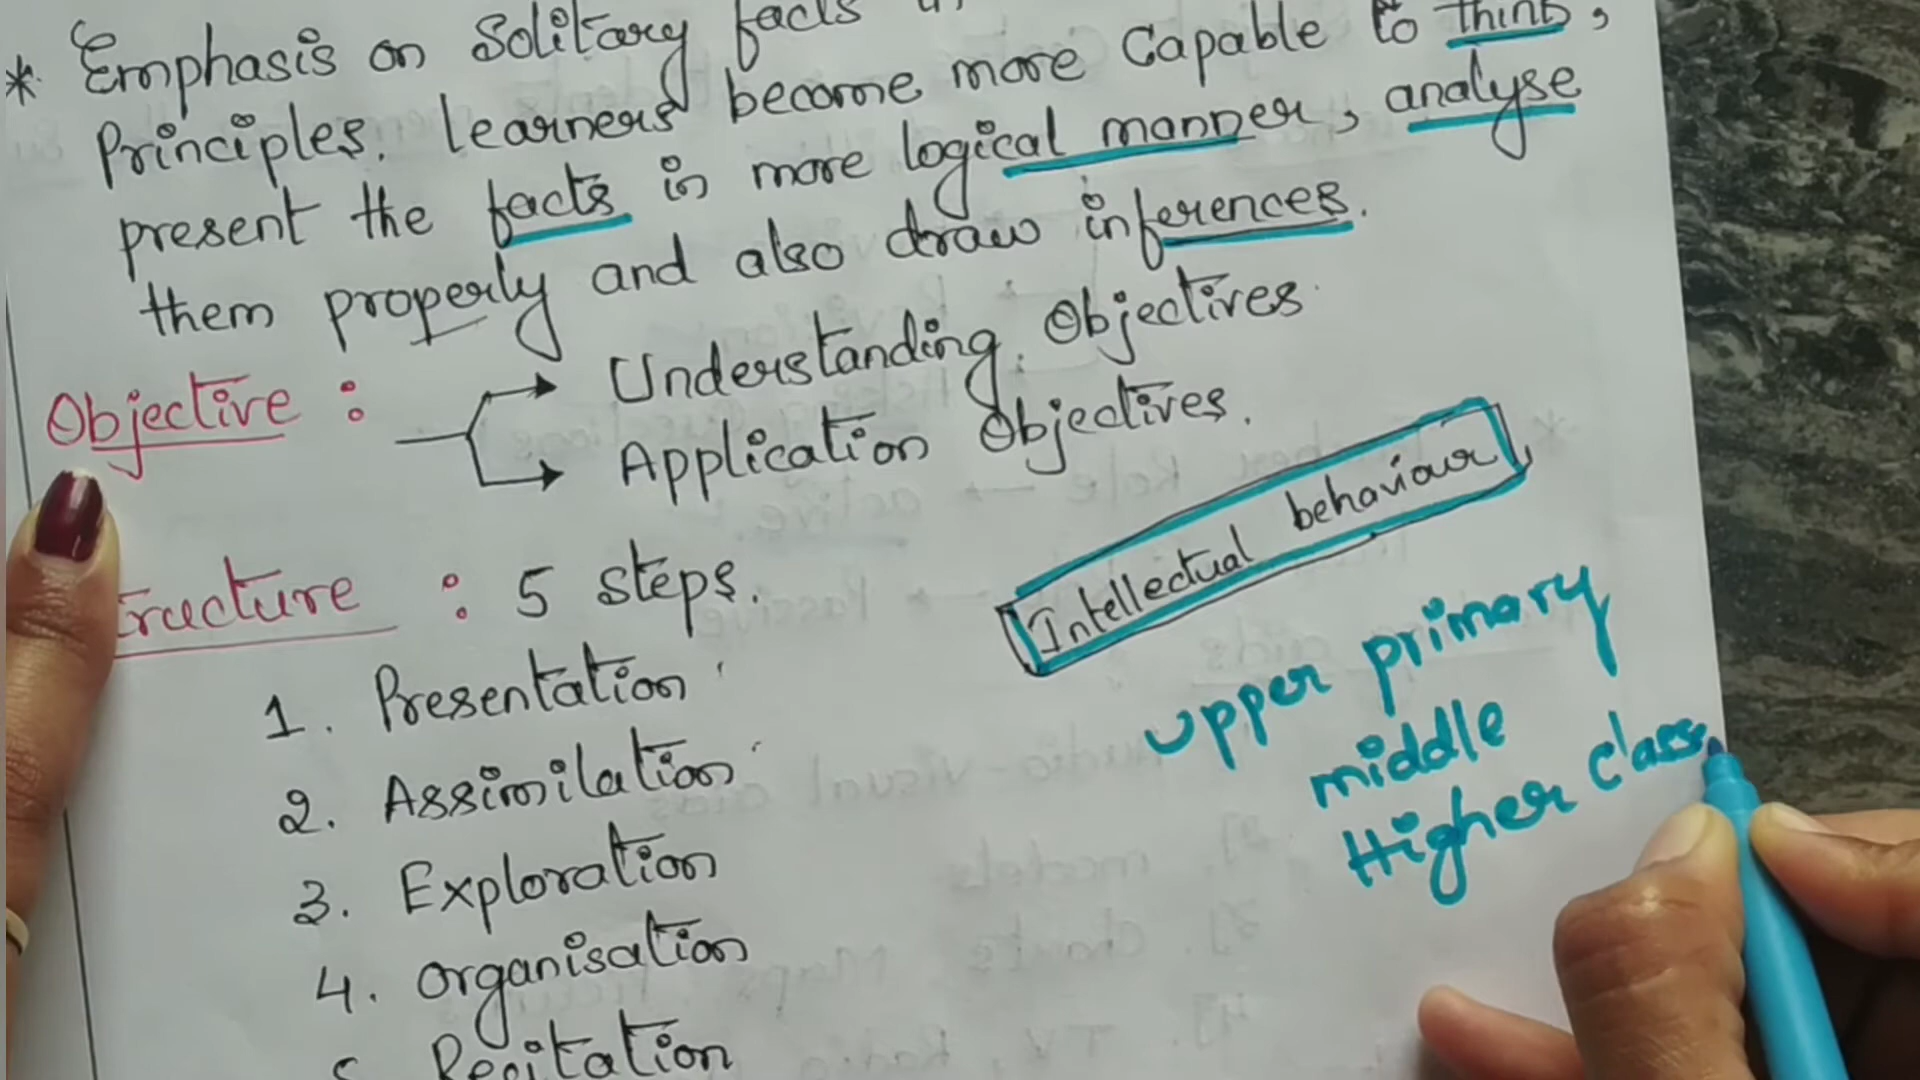 * Emphasis on Solitary facts
Principles. learners become more Capable to think,
present the facts in more logical manner, analyse
them properly and also draw inferences.
Objective : Understanding Objectives
Application Objectives.
Intellectual behaviour
tructure : 5 steps.
upper primary
1. Presentation
middle
2. Assimilation
Higher class
3. Exploration
4. Organisation
5. Recitation